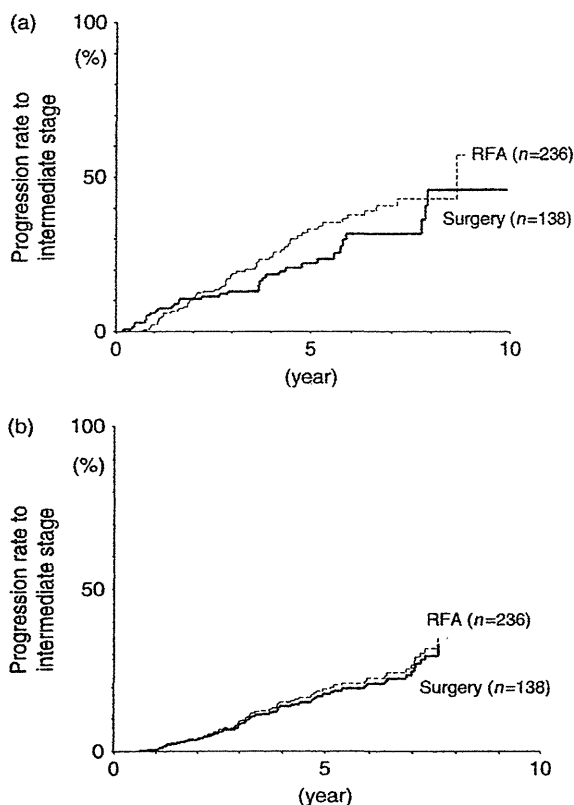 (a)
100
(%)
Progression rate to
intermediate stage
50
0
RFA (n=236)
Surgery (n=138)
0
5
10
(year)
(b)
100
(%)
Progression rate to
intermediate stage
50
0
RFA (n=236)
Surgery (n=138)
0
5
10
(year)